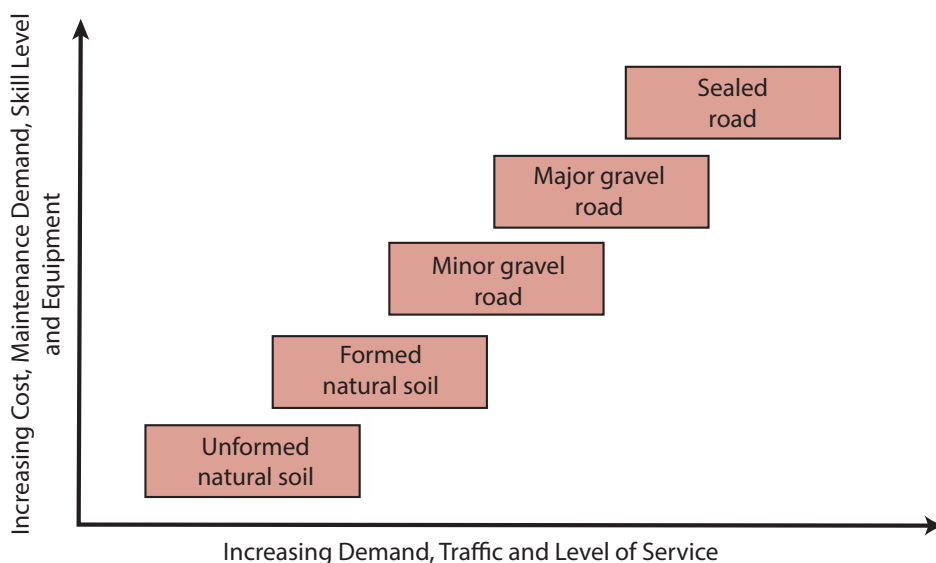 Increasing Cost, Maintenance Demand, Skill Level
and Equipment
Sealed
road
Major gravel
road
Minor gravel
road
Formed
natural soil
Unformed
natural soil
Increasing Demand, Traffic and Level of Service